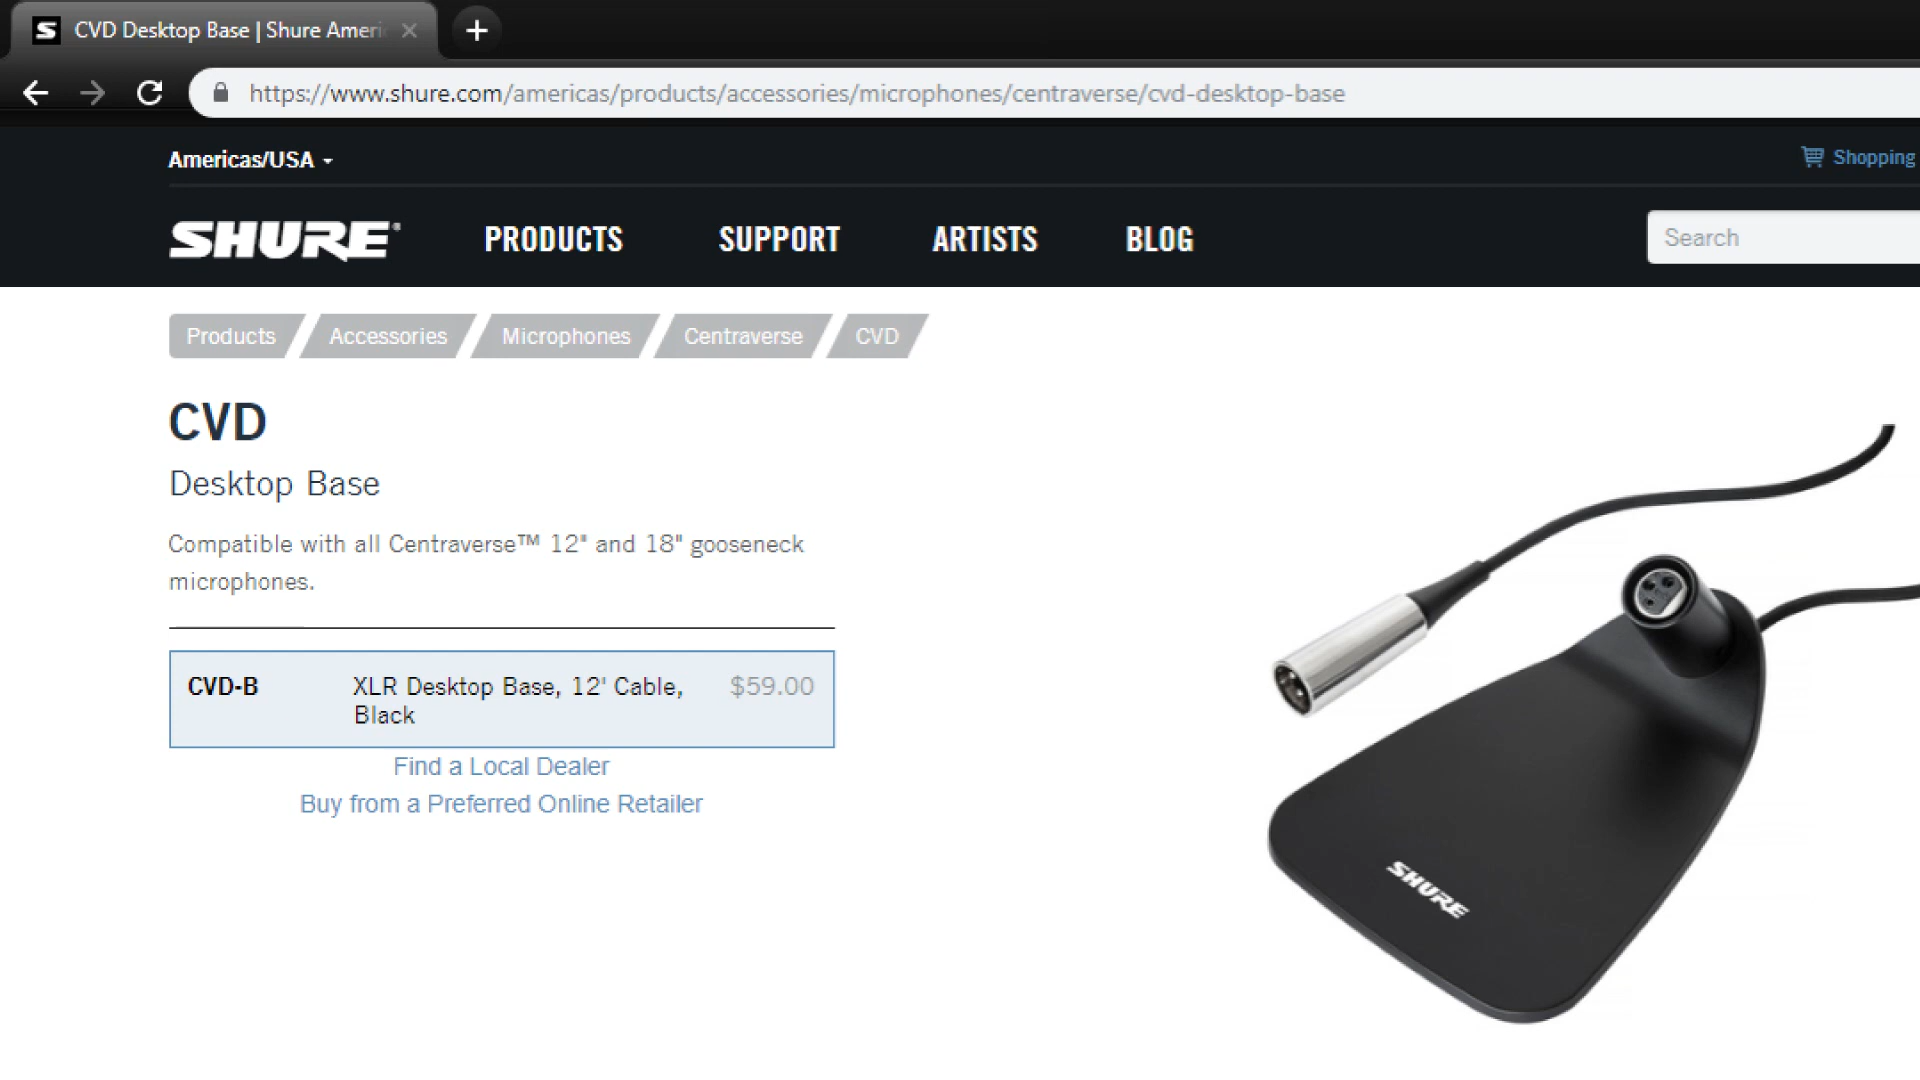 CVD Desktop Base | Shure Ameri
https://www.shure.com/americas/products/accessories/microphones/centraverse/cvd-desktop-base
Americas/USA
Shopping
SHURE
PRODUCTS
SUPPORT
ARTISTS
BLOG
Search
Products
Accessories
Microphones
Centraverse
CVD
CVD
Desktop Base
Compatible with all Centraverse™ 12" and 18" gooseneck
microphones.
CVD-B
XLR Desktop Base, 12' Cable,
Black
$59.00
Find a Local Dealer
Buy from a Preferred Online Retailer
SHURE